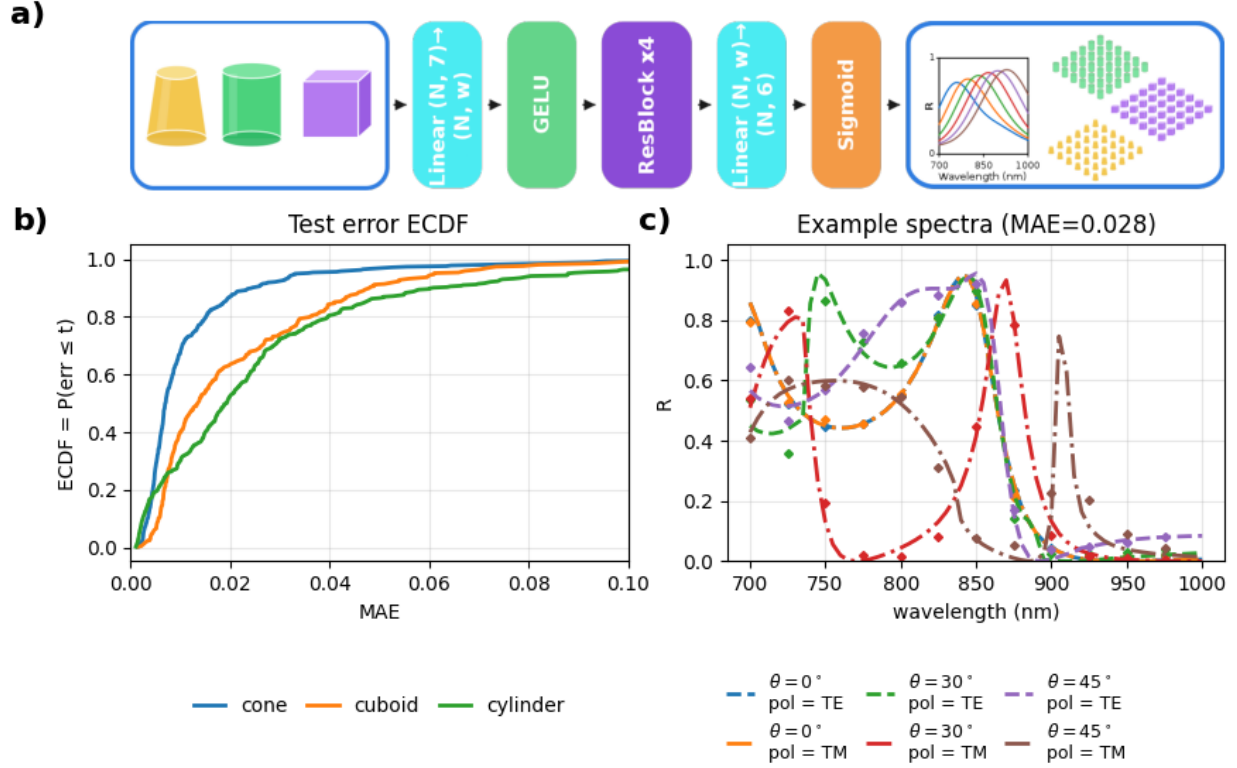 a)
Linear (N, 7)→
(N, w)
GELU
ResBlock x4
Linear (N, w)→
(N, 6)
Sigmoid
1
R
0
700
850
1000
Wavelength (nm)
b)
Test error ECDF
ECDF = P(err ≤ t)
1.0
0.8
0.6
0.4
0.2
0.0
0.00
0.02
0.04
0.06
0.08
0.10
MAE
cone
cuboid
cylinder
c)
Example spectra (MAE=0.028)
R
1.0
0.8
0.6
0.4
0.2
0.0
700
750
800
850
900
950
1000
wavelength (nm)
θ = 0°
pol = TE
θ = 30°
pol = TE
θ = 45°
pol = TE
θ = 0°
pol = TM
θ = 30°
pol = TM
θ = 45°
pol = TM